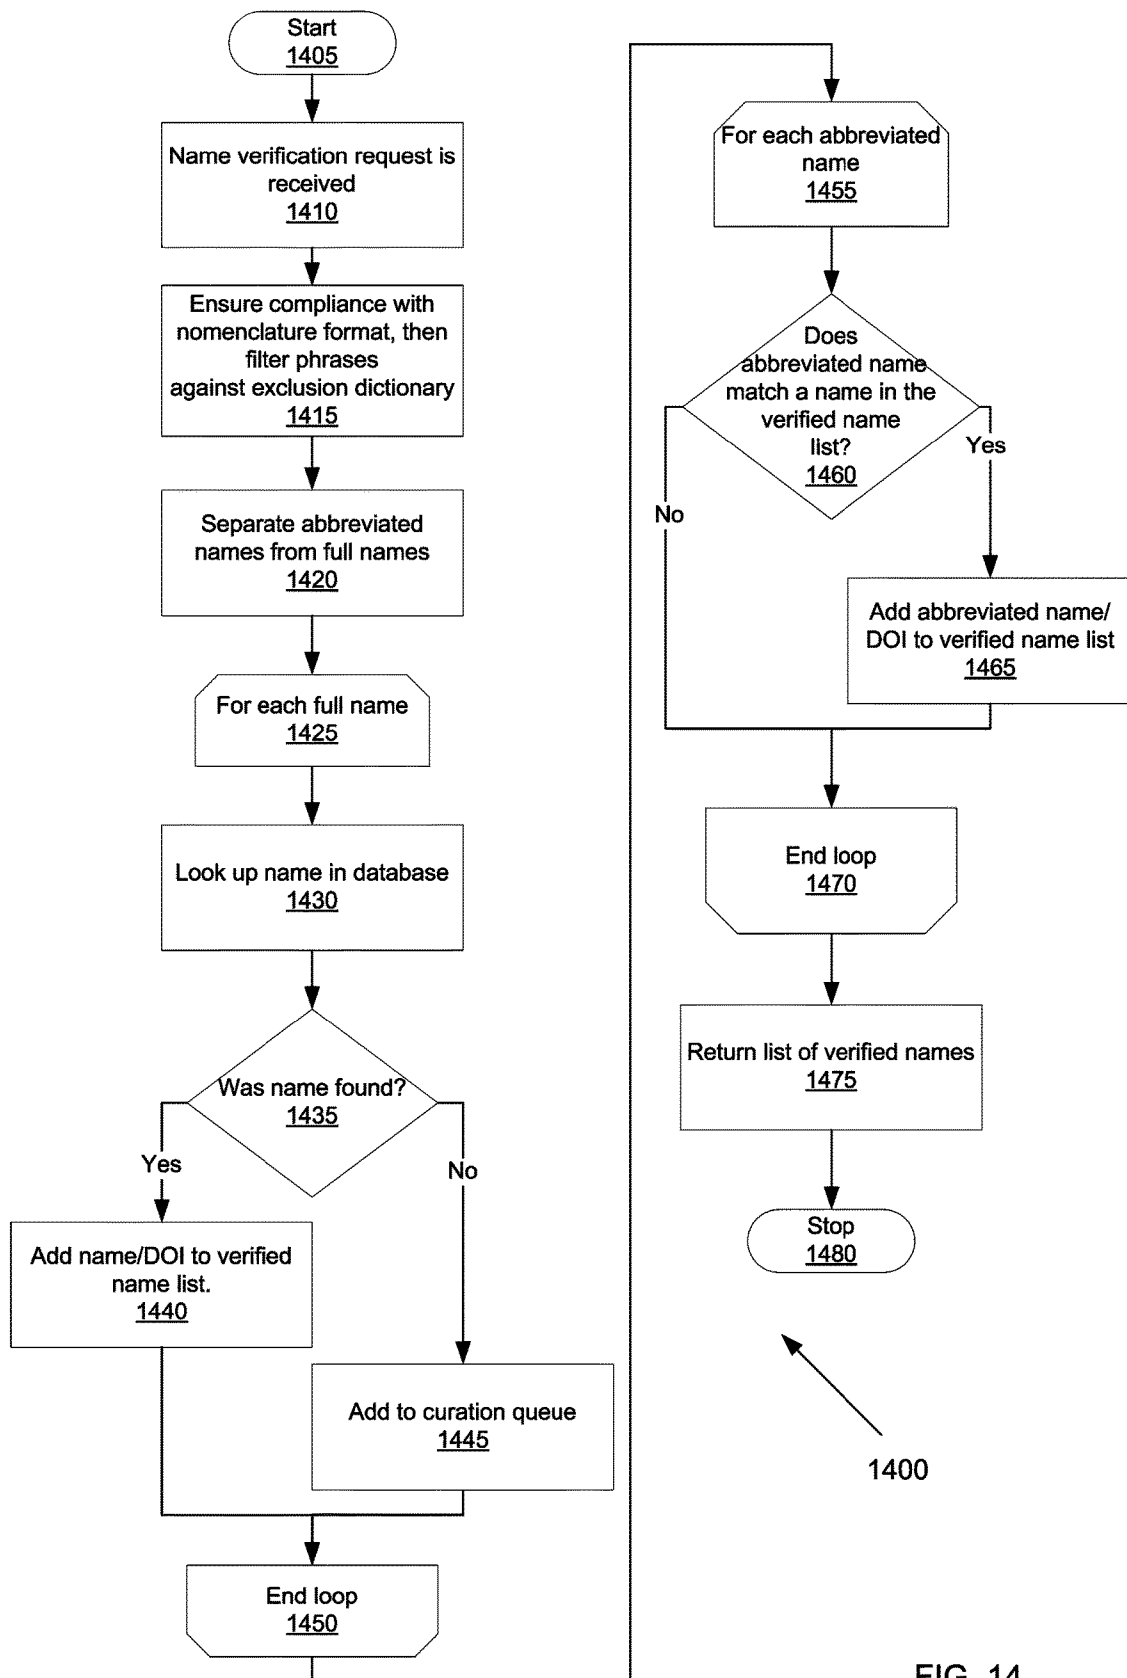 Start
1405
Name verification request is
received
1410
Ensure compliance with
nomenclature format, then
filter phrases
against exclusion dictionary
1415
Separate abbreviated
names from full names
1420
For each full name
1425
Look up name in database
1430
Was name found?
1435
Yes
No
Add name/DOI to verified
name list.
1440
Add to curation queue
1445
End loop
1450
For each abbreviated
name
1455
Does
abbreviated name
match a name in the
verified name
list?
1460
Yes
No
Add abbreviated name/
DOI to verified name list
1465
End loop
1470
Return list of verified names
1475
Stop
1480
1400
FIG. 14